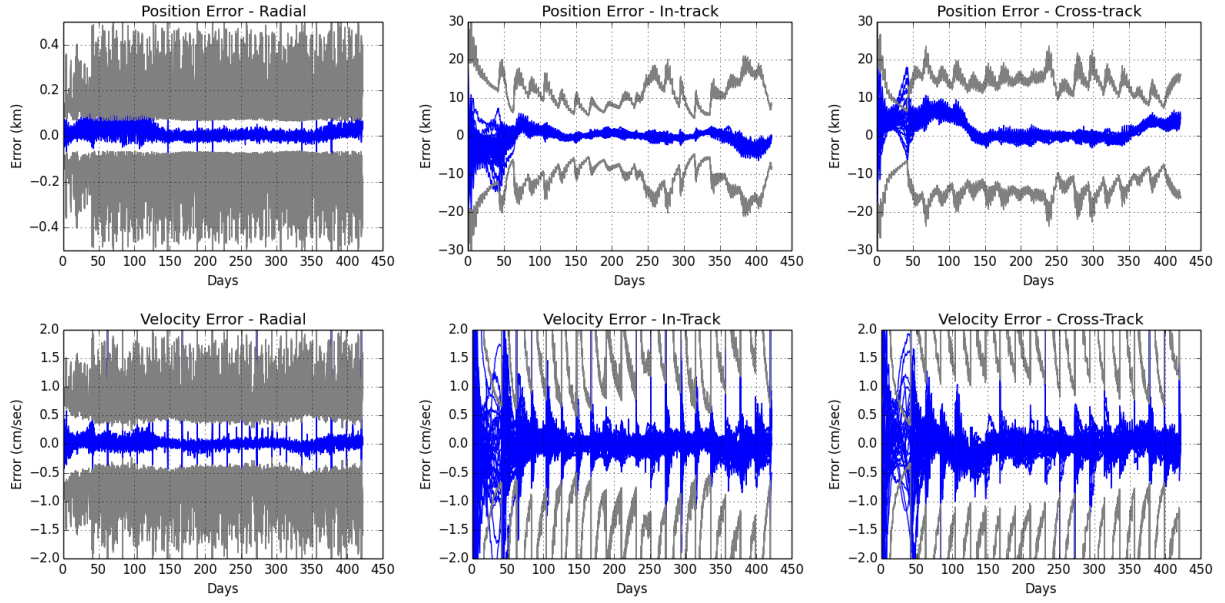 Position Error - Radial
Error (km)
0.4
0.2
0.0
−0.2
−0.4
0 50 100 150 200 250 300 350 400 450
Days
Position Error - In-track
Error (km)
30
20
10
0
−10
−20
−30
0 50 100 150 200 250 300 350 400 450
Days
Position Error - Cross-track
Error (km)
30
20
10
0
−10
−20
−30
0 50 100 150 200 250 300 350 400 450
Days
Velocity Error - Radial
Error (cm/sec)
2.0
1.5
1.0
0.5
0.0
−0.5
−1.0
−1.5
−2.0
0 50 100 150 200 250 300 350 400 450
Days
Velocity Error - In-Track
Error (cm/sec)
2.0
1.5
1.0
0.5
0.0
−0.5
−1.0
−1.5
−2.0
0 50 100 150 200 250 300 350 400 450
Days
Velocity Error - Cross-Track
Error (cm/sec)
2.0
1.5
1.0
0.5
0.0
−0.5
−1.0
−1.5
−2.0
0 50 100 150 200 250 300 350 400 450
Days